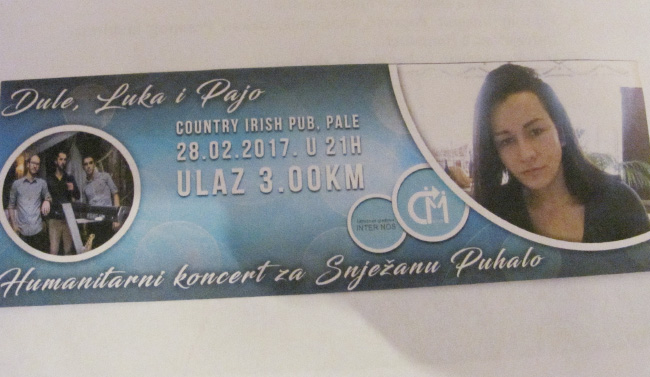 Dule, Luka i Pajo
COUNTRY IRISH PUB, PALE
28.02.2017. U 21H
ULAZ 3.00KM
INTER NOS
Humanitarni koncert za Snježanu Puhalo